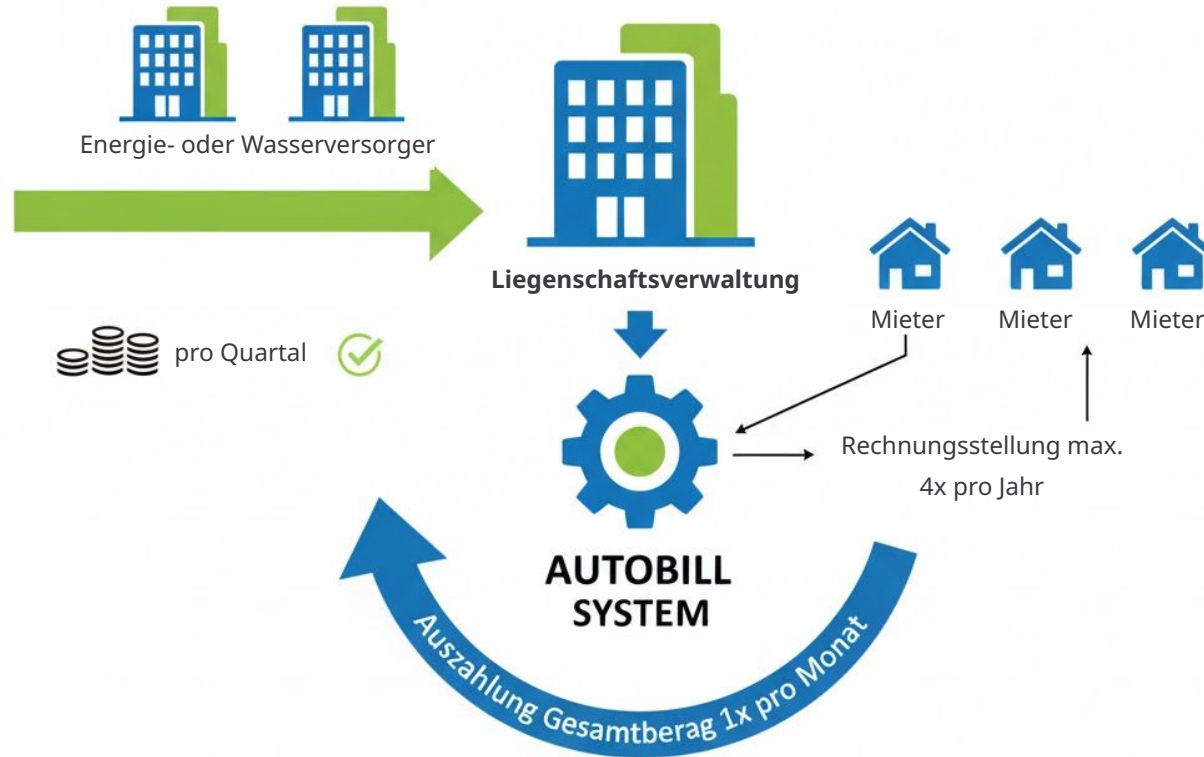 Energie- oder Wasserversorger
Liegenschaftsverwaltung
Mieter
Mieter
Mieter
pro Quartal
Rechnungsstellung max.
4x pro Jahr
AUTOBILL
SYSTEM
Auszahlung Gesamtberag 1x pro Monat